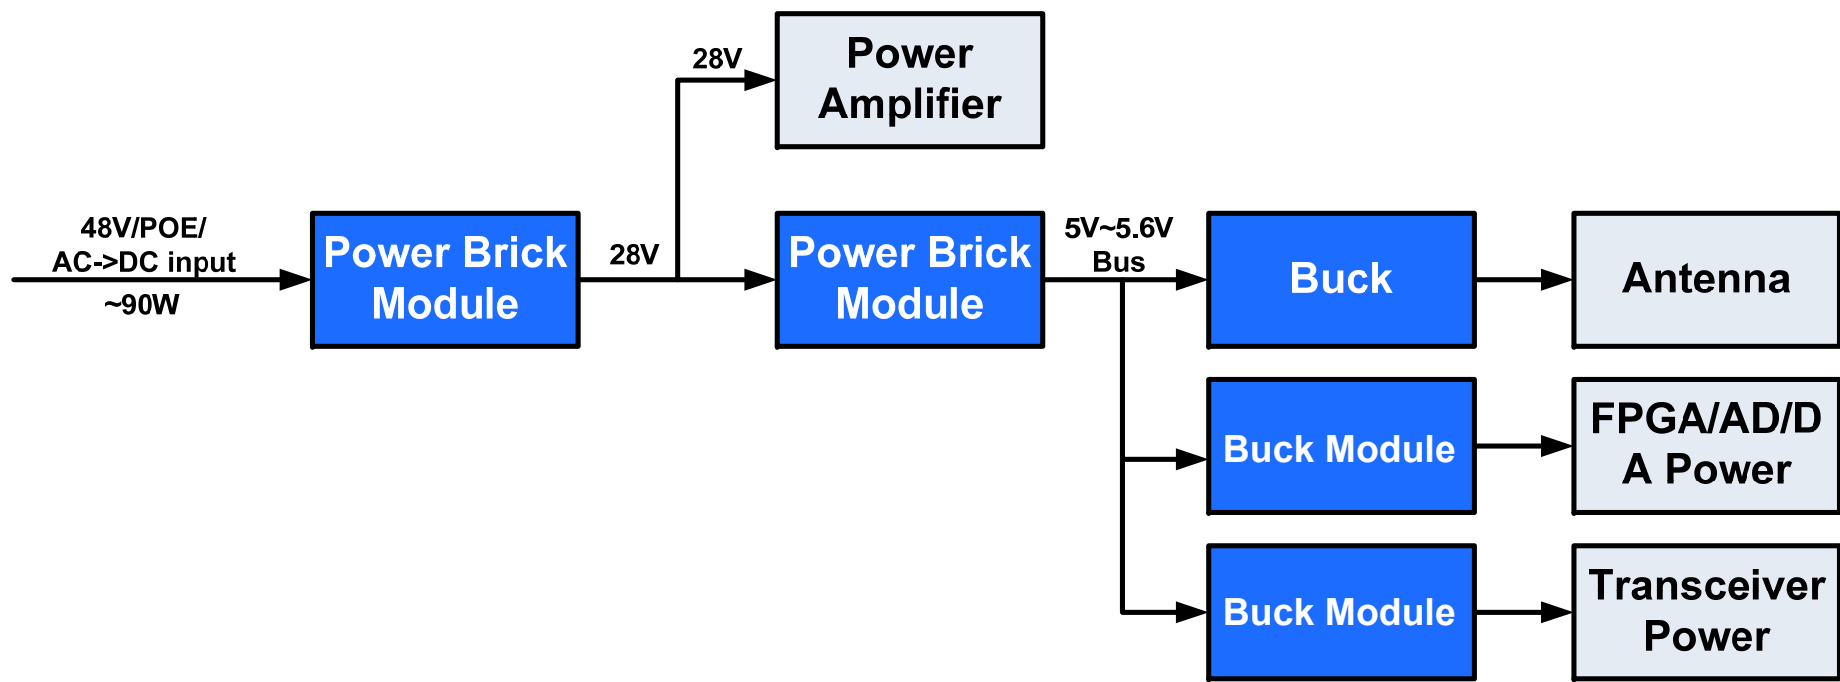 28V
Power
Amplifier
48V/POE/
AC->DC input
~90W
Power Brick
Module
28V
Power Brick
Module
5V~5.6V
Bus
Buck
Antenna
Buck Module
FPGA/AD/D
A Power
Buck Module
Transceiver
Power